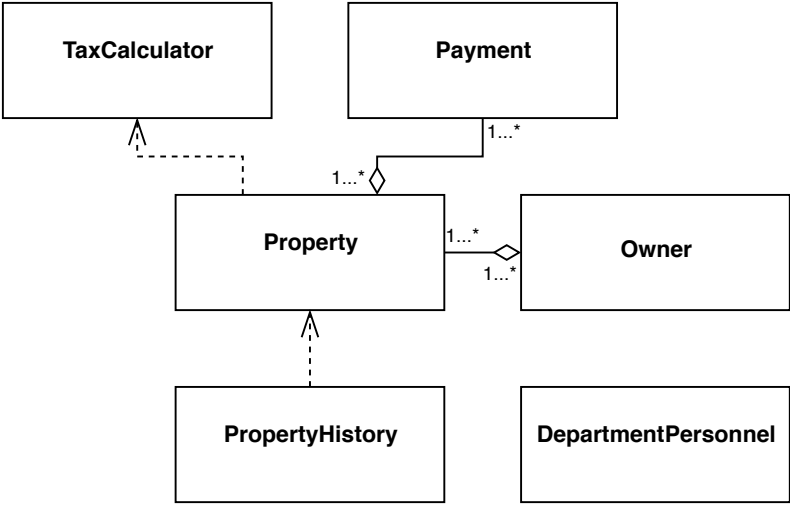 TaxCalculator
Payment
1...*
1...*
Property
1...*
1...*
Owner
PropertyHistory
DepartmentPersonnel